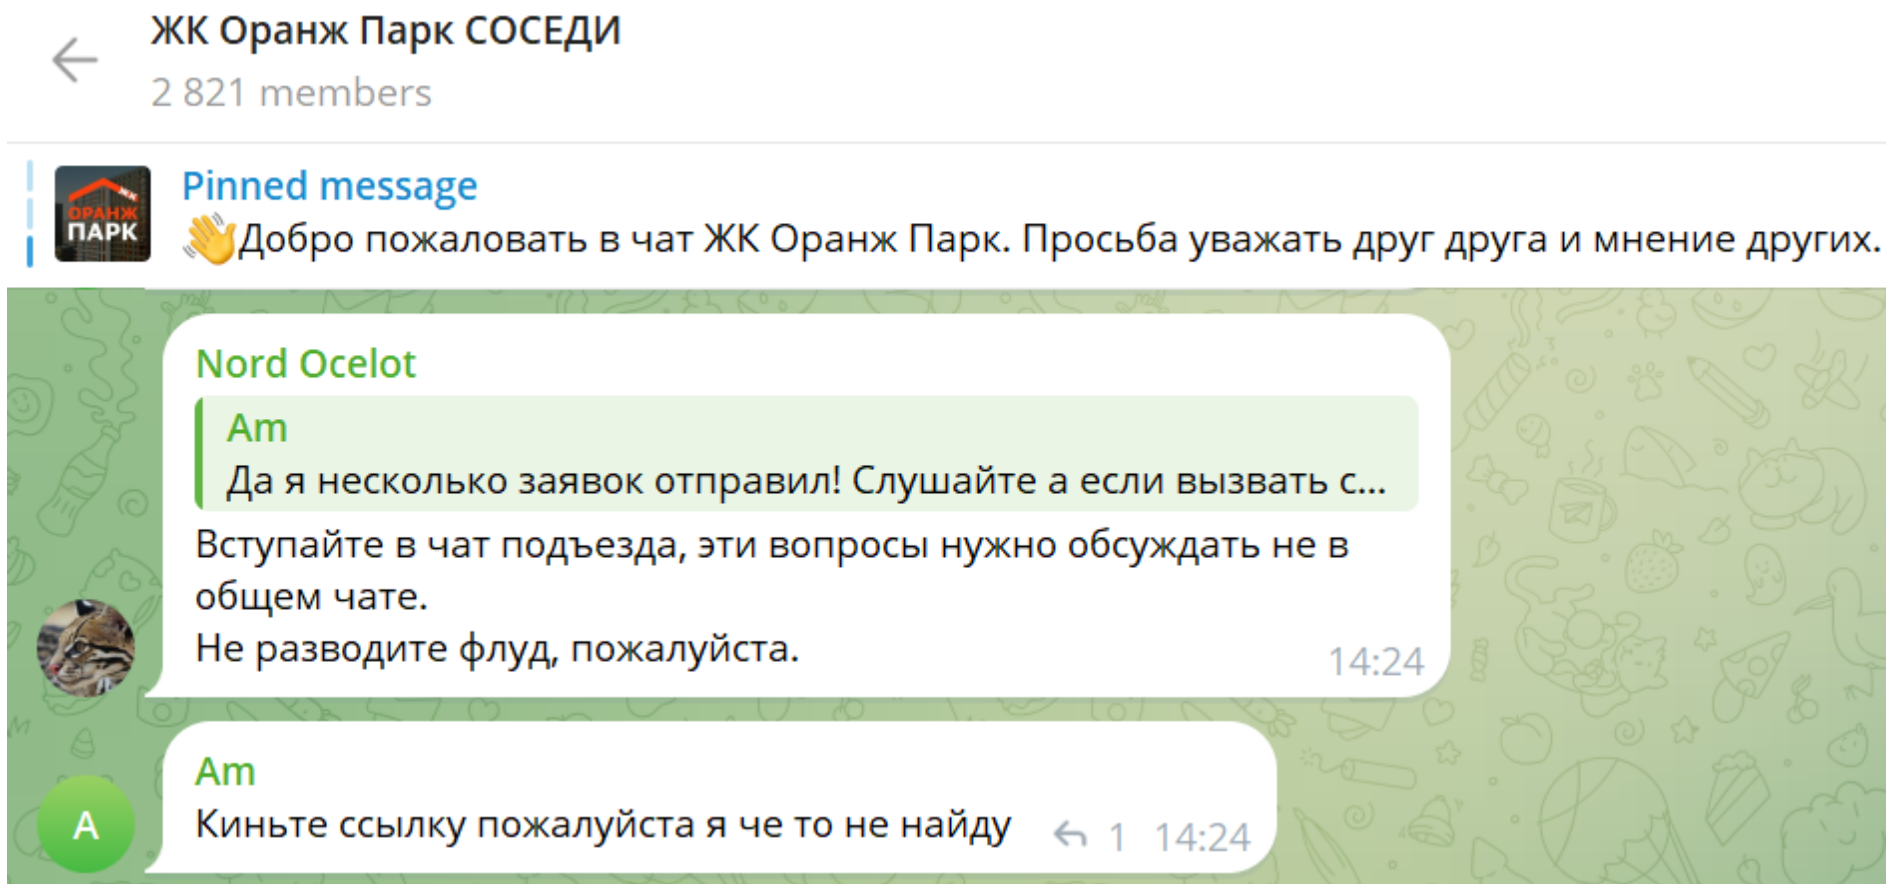 ЖК Оранж Парк СОСЕДИ
2 821 members
Pinned message
👋Добро пожаловать в чат ЖК Оранж Парк. Просьба уважать друг друга и мнение других.
ЖК
ОРАНЖ
ПАРК
Nord Ocelot
Am
Да я несколько заявок отправил! Слушайте а если вызвать с...
Вступайте в чат подъезда, эти вопросы нужно обсуждать не в
общем чате.
Не разводите флуд, пожалуйста.
14:24
Am
A
Киньте ссылку пожалуйста я че то не найду 1 14:24